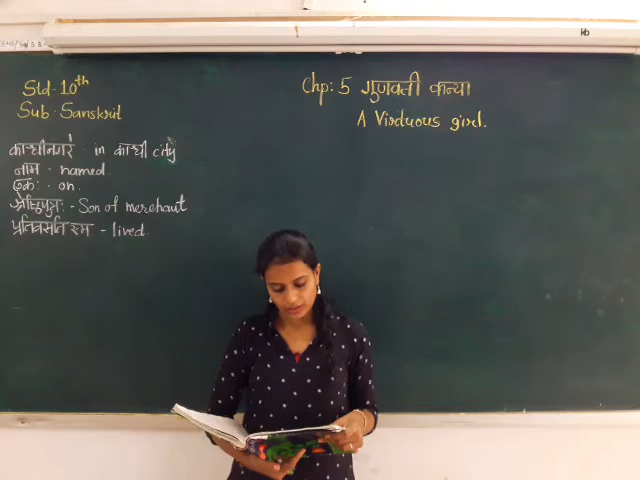 Std-10th
Sub: Sanskrit
Chp: 5 गुणवती कन्या
A Virduous girl.
काञ्चीनगरे in काञ्ची city
नाम - named.
एकः - on.
श्रेष्ठिपुत्रः - Son of merchant
प्रतिवसति स्म - lived.